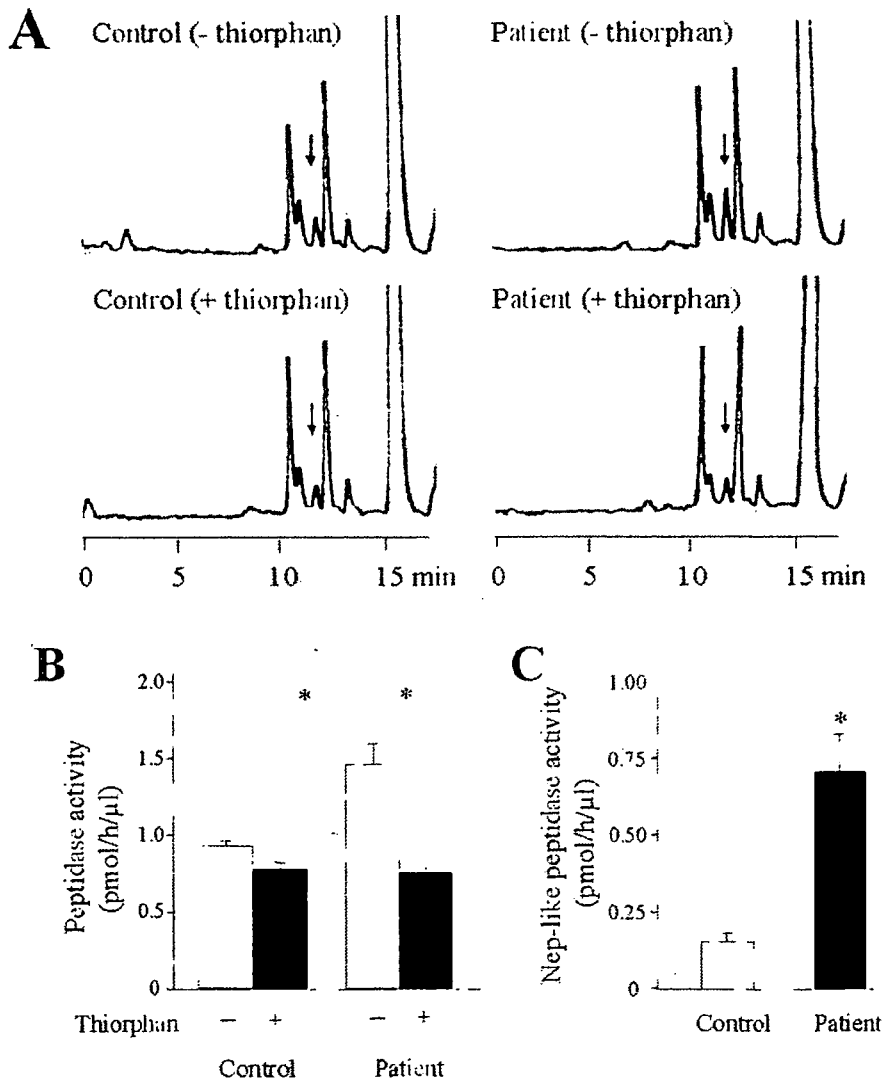 A
Control (- thiorphan)
Patient (- thiorphan)
Control (+ thiorphan)
Patient (+ thiorphan)
0 5 10 15 min
0 5 10 15 min
B
Peptidase activity
(pmol/h/μl)
2.0
1.5
1.0
0.5
0
* *
Thiorphan - + - +
Control Patient
C
Nep-like peptidase activity
(pmol/h/μl)
1.00
0.75
0.50
0.25
0
*
Control Patient